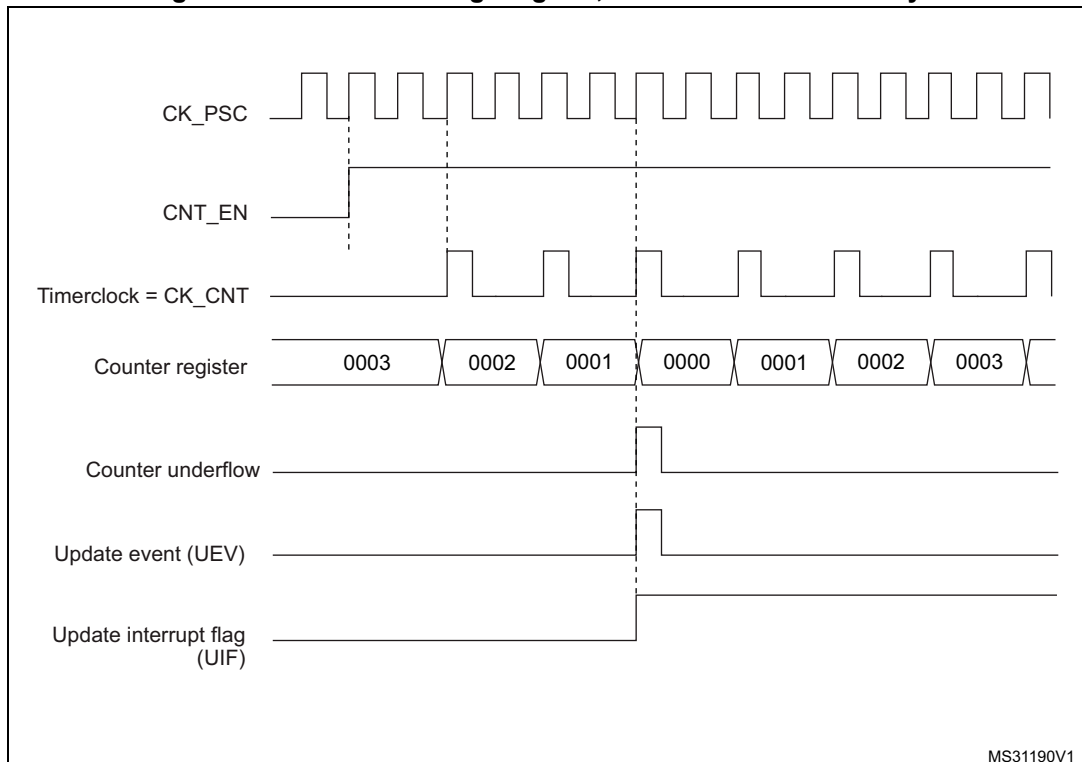 CK_PSC
CNT_EN
Timerclock = CK_CNT
Counter register
0003 0002 0001 0000 0001 0002 0003
Counter underflow
Update event (UEV)
Update interrupt flag
(UIF)
MS31190V1